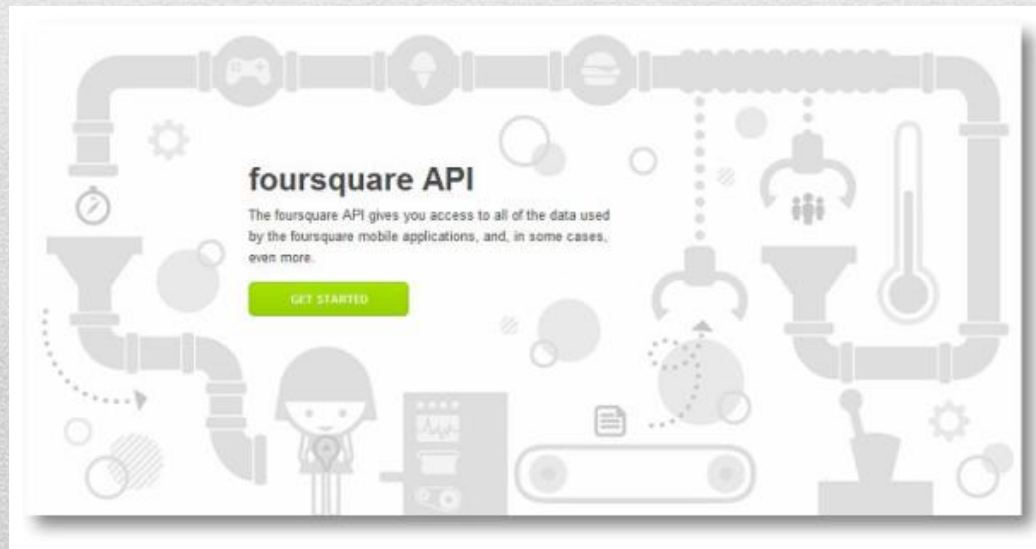 foursquare API
The foursquare API gives you access to all of the data used
by the foursquare mobile applications, and, in some cases,
even more.
GET STARTED